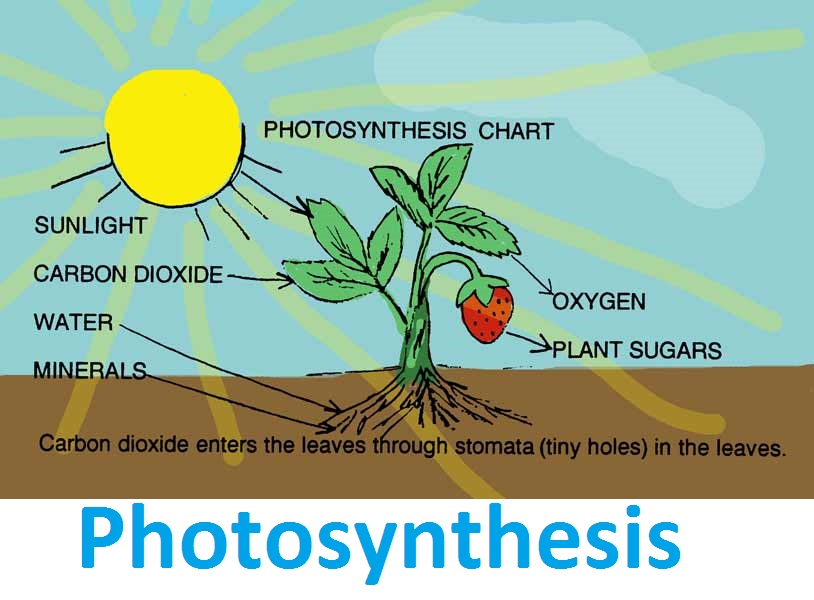 PHOTOSYNTHESIS CHART
SUNLIGHT
CARBON DIOXIDE
WATER
MINERALS
OXYGEN
PLANT SUGARS
Carbon dioxide enters the leaves through stomata (tiny holes) in the leaves.
Photosynthesis